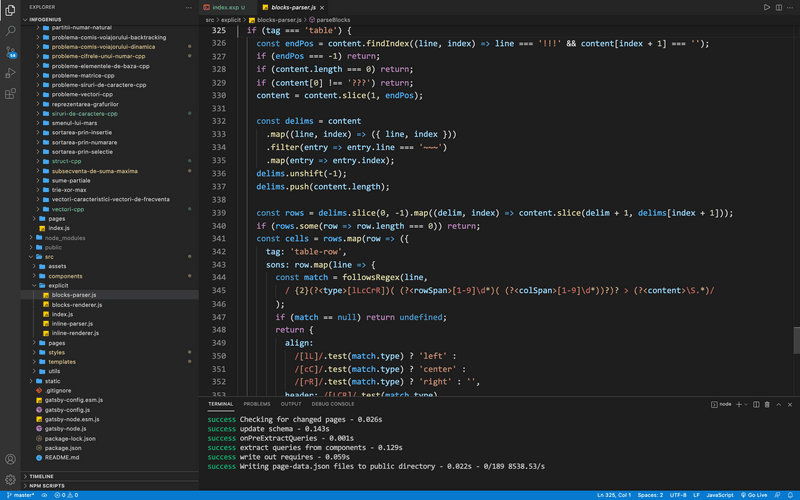 EXPLORER
INFOGENIUS
partitii-numar-natural
problema-comis-voiajorului-backtracking
problema-comis-voiajorului-dinamica
probleme-cifrele-unui-numar-cpp
probleme-elementele-de-baza-cpp
probleme-matrice-cpp
probleme-siruri-de-caractere-cpp
probleme-vectori-cpp
reprezentarea-grafurilor
siruri-de-caractere-cpp
smenul-lui-mars
sortarea-prin-insertie
sortarea-prin-numarare
sortarea-prin-selectie
struct-cpp
subsecventa-de-suma-maxima
sume-partiale
trie-xor-max
vectori-caracteristici-vectori-de-frecventa
vectori-cpp
pages
index.js
node_modules
public
src
assets
components
explicit
blocks-parser.js
blocks-renderer.js
index.js
inline-parser.js
inline-renderer.js
pages
styles
templates
utils
static
.gitignore
gatsby-config.esm.js
gatsby-config.js
gatsby-node.esm.js
gatsby-node.js
package-lock.json
package.json
README.md
TIMELINE
NPM SCRIPTS
index.esp U
blocks-parser.js
src > explicit > blocks-parser.js > parseBlocks
325 if (tag === 'table') {
326 const endPos = content.findIndex((line, index) => line === '!!!' && content[index + 1] === '');
327 if (endPos === -1) return;
328 if (content.length === 0) return;
329 if (content[0] !== '???') return;
330 content = content.slice(1, endPos);
331
332 const delims = content
333 .map((line, index) => ({ line, index }))
334 .filter(entry => entry.line === '~~~')
335 .map(entry => entry.index);
336 delims.unshift(-1);
337 delims.push(content.length);
338
339 const rows = delims.slice(0, -1).map((delim, index) => content.slice(delim + 1, delims[index + 1]));
340 if (rows.some(row => row.length === 0)) return;
341 const cells = rows.map(row => ({
342 tag: 'table-row',
343 sons: row.map(line => {
344 const match = followsRegex(line,
345 / {2}(?<type>[lLcCrR])( (?<rowSpan>[1-9]\d*)( (?<colSpan>[1-9]\d*))?)? > (?<content>\S.*)/
346 );
347 if (match == null) return undefined;
348 return {
349 align:
350 /[lL]/.test(match.type) ? 'left' :
351 /[cC]/.test(match.type) ? 'center' :
352 /[rR]/.test(match.type) ? 'right' : '',
353 header: /[LCR]/.test(match.type),
TERMINAL PROBLEMS OUTPUT DEBUG CONSOLE
node
success Checking for changed pages - 0.026s
success update schema - 0.143s
success onPreExtractQueries - 0.001s
success extract queries from components - 0.129s
success write out requires - 0.059s
success Writing page-data.json files to public directory - 0.022s - 0/189 8538.53/s
master* 0 0
Ln 325, Col 1 Spaces: 2 UTF-8 LF JavaScript Go Live